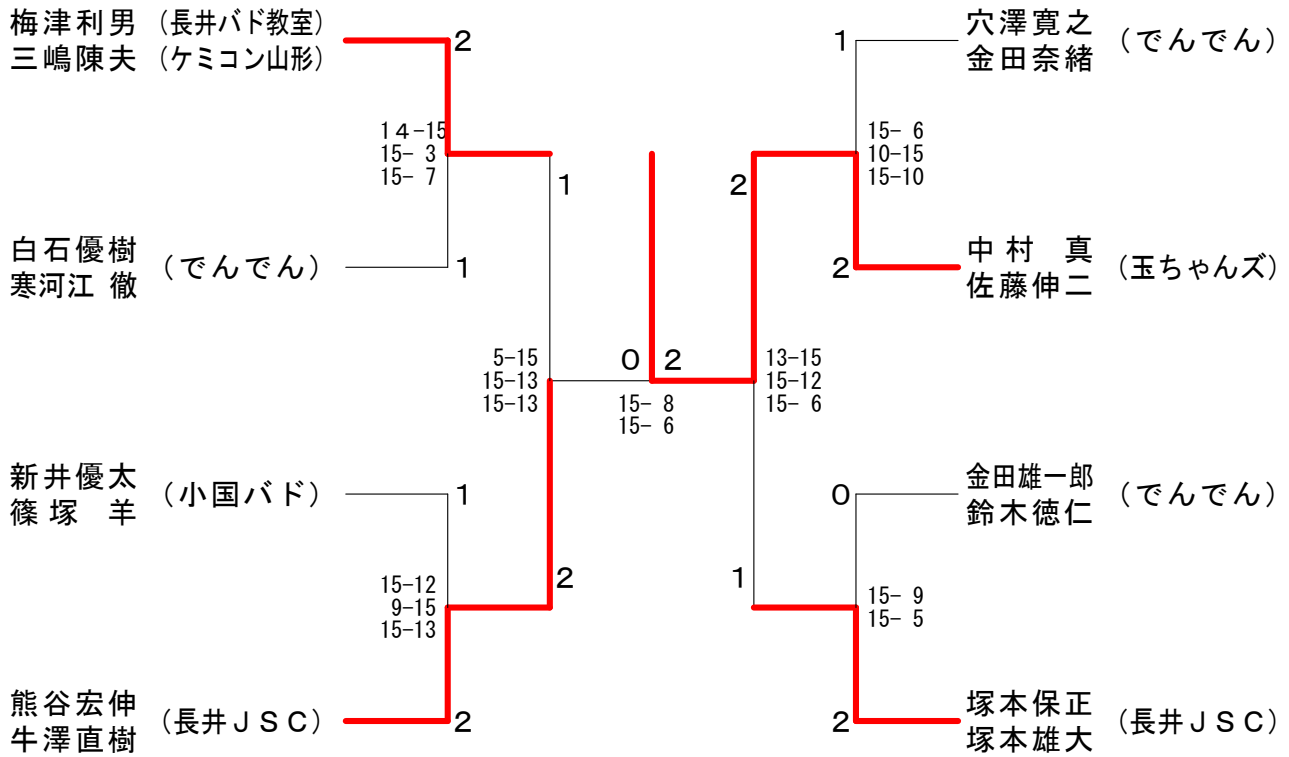 梅津利男 (長井バド教室)
三嶋陳夫 (ケミコン山形)
2
14-15
15- 3
15- 7
1
白石優樹
寒河江 徹
(でんでん)
1
5-15
15-13
15-13
新井優太
篠塚 羊
(小国バド)
1
15-12
9-15
15-13
2
熊谷宏伸
牛澤直樹
(長井JSC)
2
0 2
15- 8
15- 6
穴澤寛之
金田奈緒
(でんでん)
1
15- 6
10-15
15-10
2
中村 真
佐藤伸二
(玉ちゃんズ)
2
13-15
15-12
15- 6
金田雄一郎
鈴木徳仁
(でんでん)
0
1
15- 9
15- 5
塚本保正
塚本雄大
(長井JSC)
2